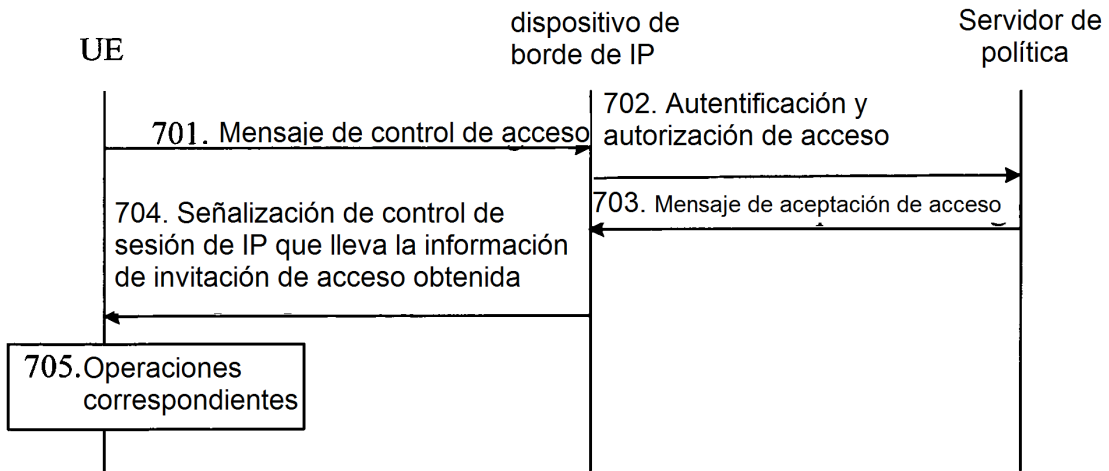 UE
dispositivo de
borde de IP
Servidor de
política
701. Mensaje de control de acceso
702. Autentificación y
autorización de acceso
703. Mensaje de aceptación de acceso
704. Señalización de control de
sesión de IP que lleva la información
de invitación de acceso obtenida
705.Operaciones
correspondientes